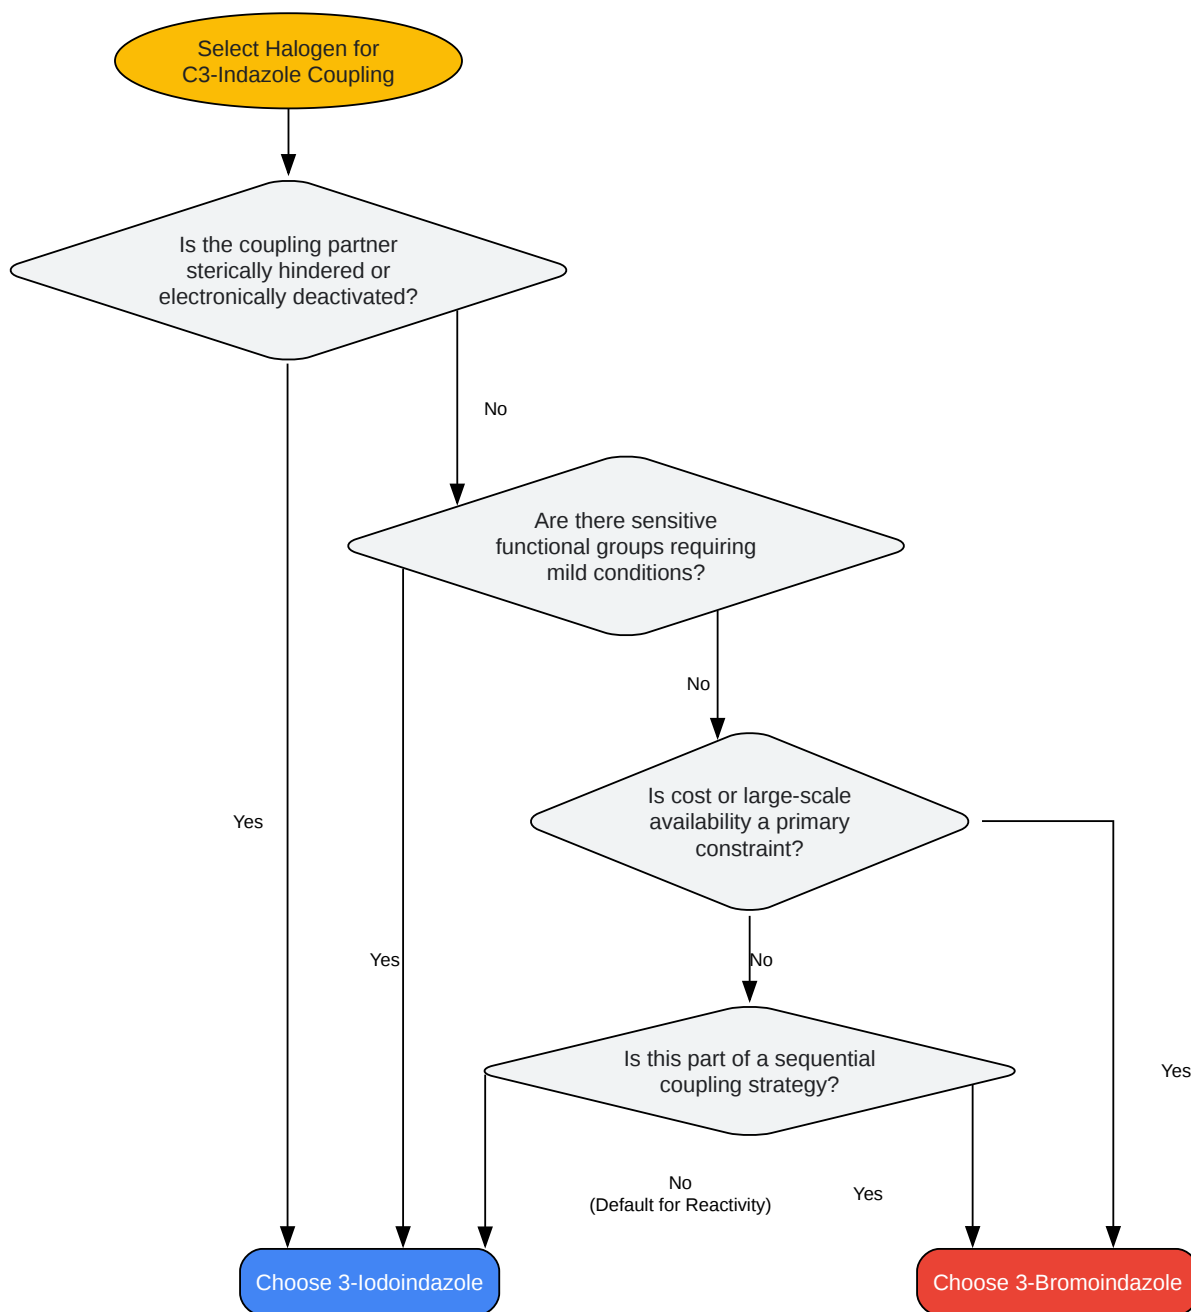 Select Halogen for
C3-Indazole Coupling
Is the coupling partner
sterically hindered or
electronically deactivated?
No
Are there sensitive
functional groups requiring
mild conditions?
No
Is cost or large-scale
availability a primary
constraint?
Yes
Yes
No
Is this part of a sequential
coupling strategy?
Yes
No
(Default for Reactivity)
Yes
Choose 3-Iodoindazole
Choose 3-Bromoindazole